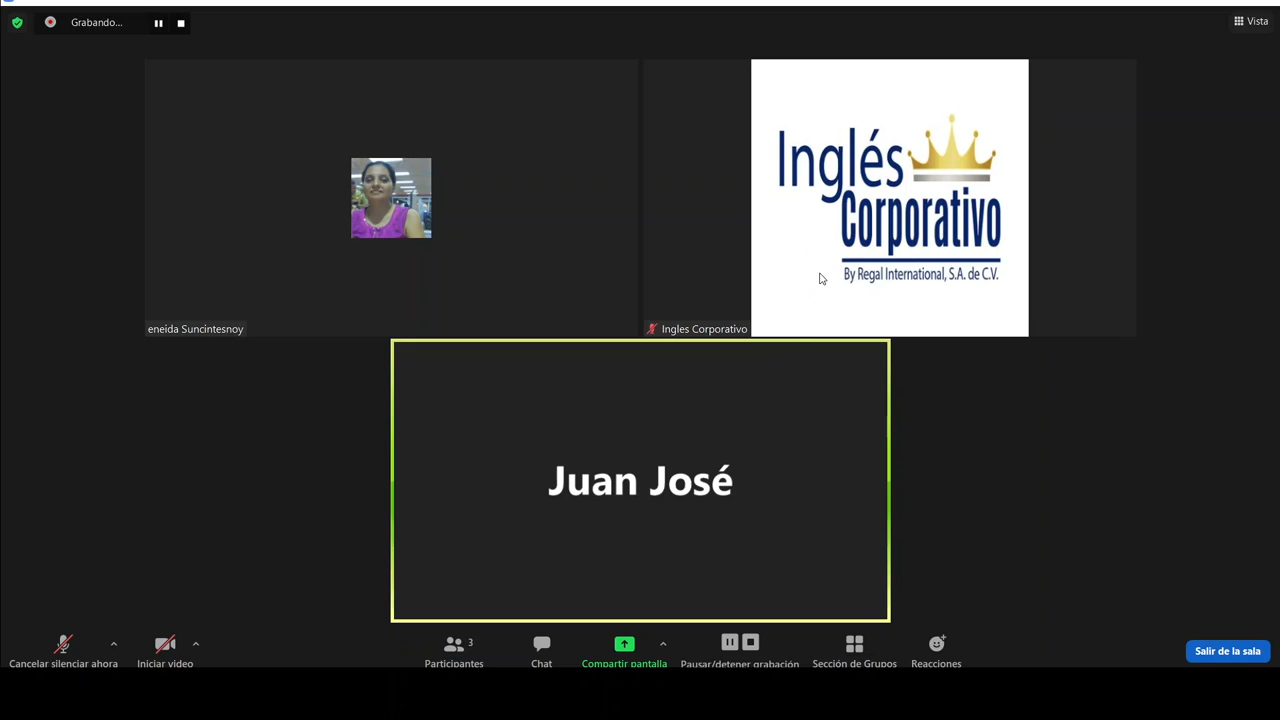 Grabando...
Vista
Inglés
Corporativo
By Regal International, S.A. de C.V.
eneida Suncintesnoy
Ingles Corporativo
Juan José
3
Cancelar silenciar ahora
Iniciar video
Participantes
Chat
Compartir pantalla
Pausar/detener grabación
Sección de Grupos
Reacciones
Salir de la sala